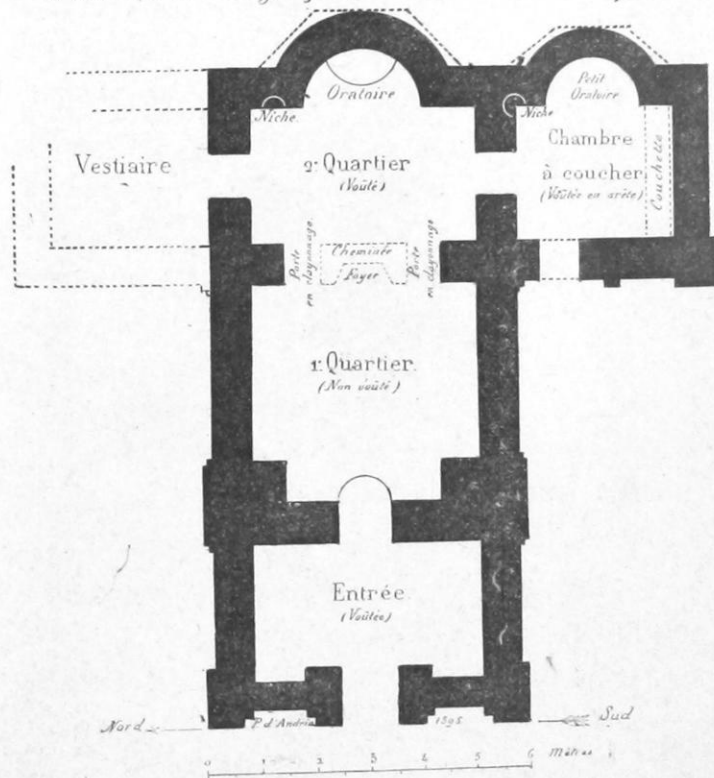 Petit
Oratoire
Oratoire
Niche.
Niche
Vestiaire
2e Quartier
(Voûté)
Chambre
à coucher
(Voûtée en arête)
Couchette
Porte
en clayonnage
Cheminée
Foyer
Porte
en clayonnage
1r Quartier.
(Non voûté)
Entrée
(Voûtée)
Nord
P. d'Andria
1895
Sud
0 1 2 3 4 5 6 Mètres